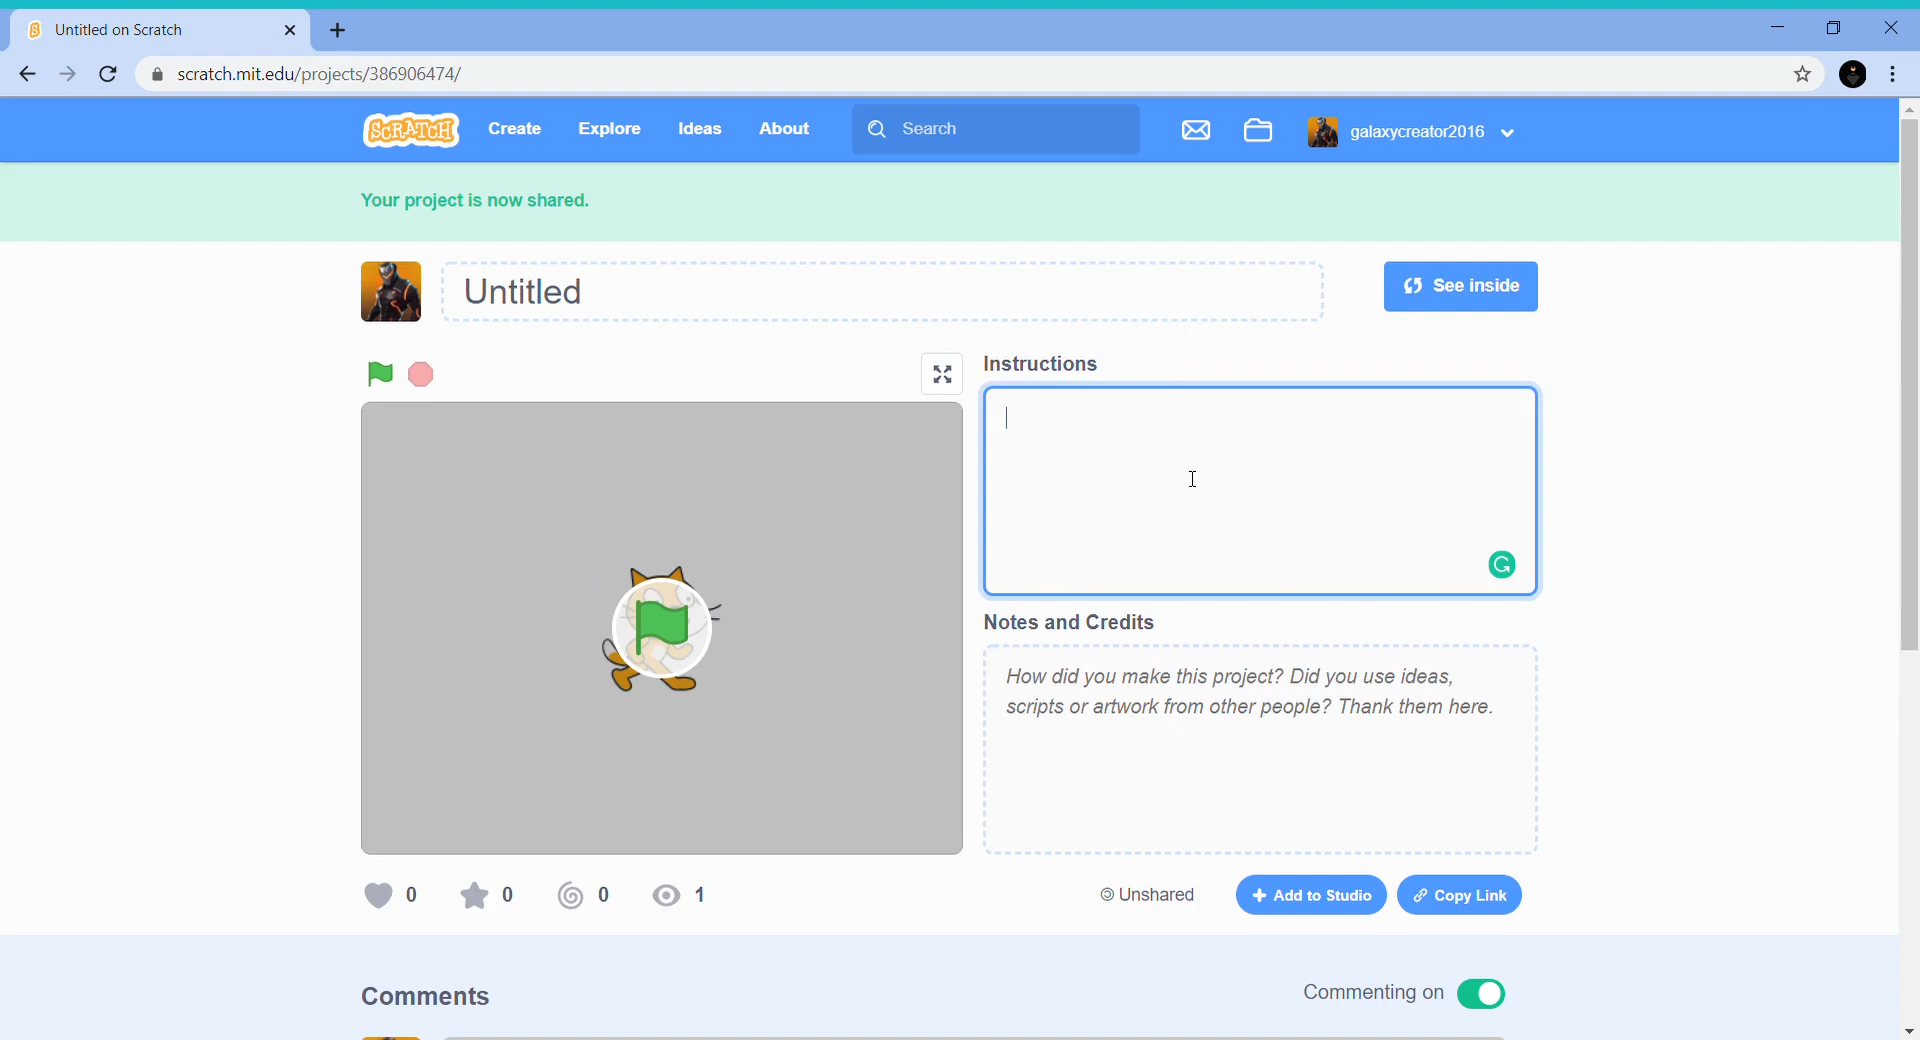 Untitled on Scratch
scratch.mit.edu/projects/386906474/
SCRATCH Create Explore Ideas About Search galaxycreator2016
Your project is now shared.
Untitled
See inside
Instructions
Notes and Credits
How did you make this project? Did you use ideas,
scripts or artwork from other people? Thank them here.
0 0 0 1
Unshared
Add to Studio
Copy Link
Comments
Commenting on